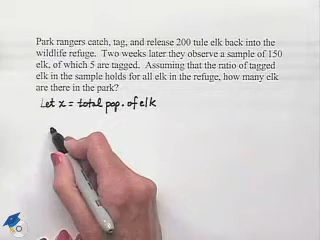 Park rangers catch, tag, and release 200 tule elk back into the
wildlife refuge. Two weeks later they observe a sample of 150
elk, of which 5 are tagged. Assuming that the ratio of tagged
elk in the sample holds for all elk in the refuge, how many elk
are there in the park?
Let x = total pop. of elk